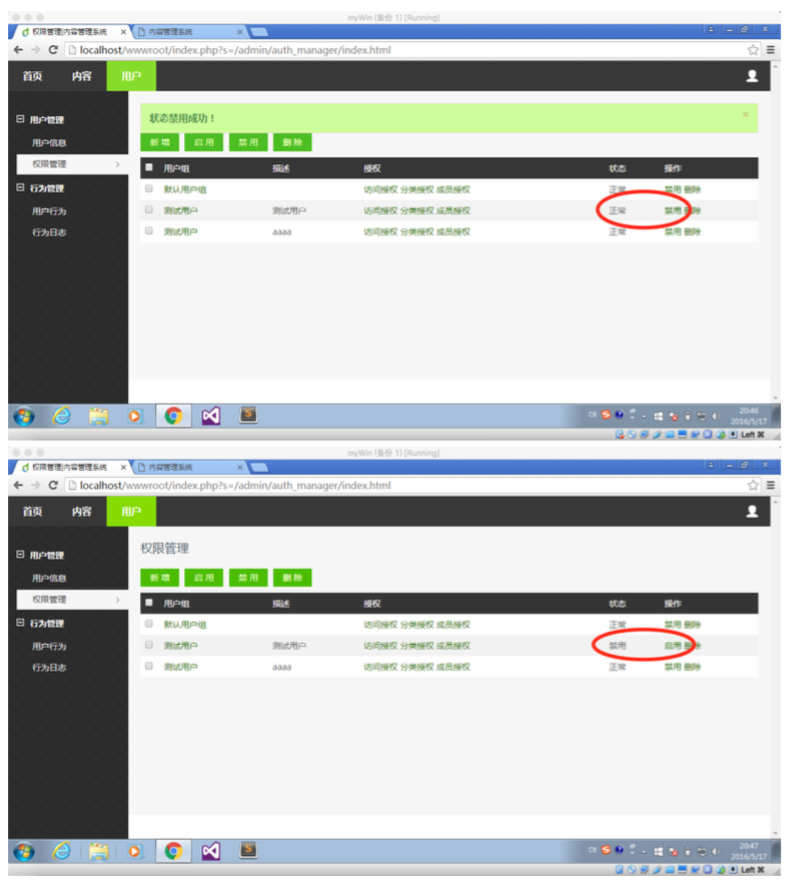 myWin (备份 1) [Running]
权限管理|内容管理系统 × 内容管理系统 ×
localhost/wwwroot/index.php?s=/admin/auth_manager/index.html
首页 内容 用户
用户管理
用户信息
权限管理
行为管理
用户行为
行为日志
状态禁用成功！ ×
新 增 启 用 禁 用 删 除
用户组 描述 授权 状态 操作
默认用户组 访问授权 分类授权 成员授权 正常 禁用 删除
测试用户 测试用户 访问授权 分类授权 成员授权 正常 禁用 删除
测试用户 aaaa 访问授权 分类授权 成员授权 正常 禁用 删除
20:46
2016/5/17
Left ⌘
myWin (备份 1) [Running]
权限管理|内容管理系统 × 内容管理系统 ×
localhost/wwwroot/index.php?s=/admin/auth_manager/index.html
首页 内容 用户
用户管理
用户信息
权限管理
行为管理
用户行为
行为日志
权限管理
新 增 启 用 禁 用 删 除
用户组 描述 授权 状态 操作
默认用户组 访问授权 分类授权 成员授权 正常 禁用 删除
测试用户 测试用户 访问授权 分类授权 成员授权 禁用 启用 删除
测试用户 aaaa 访问授权 分类授权 成员授权 正常 禁用 删除
20:47
2016/5/17
Left ⌘